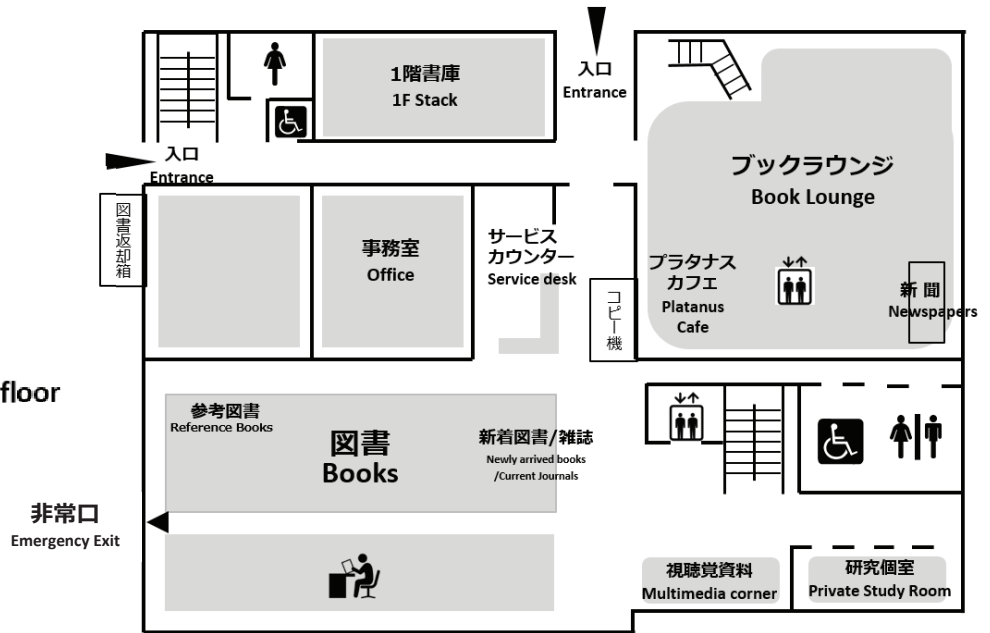 入口
Entrance
1階書庫
1F Stack
入口
Entrance
図書返却箱
事務室
Office
サービス
カウンター
Service desk
コピー機
ブックラウンジ
Book Lounge
プラタナス
カフェ
Platanus
Cafe
新聞
Newspapers
floor
参考図書
Reference Books
図書
Books
新着図書/雑誌
Newly arrived books
/Current Journals
非常口
Emergency Exit
視聴覚資料
Multimedia corner
研究個室
Private Study Room